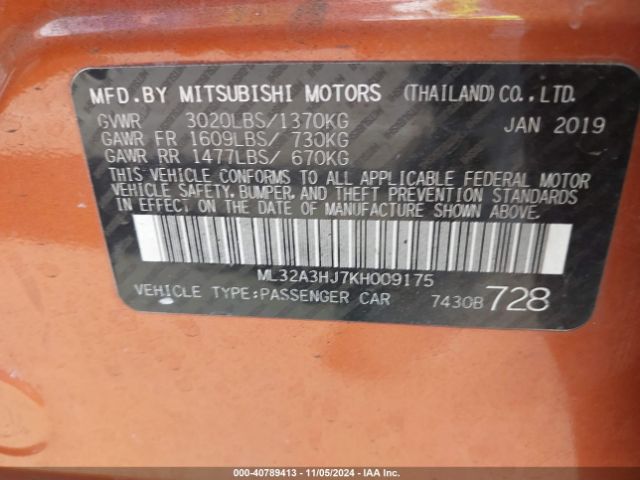 MFD.BY MITSUBISHI MOTORS (THAILAND)CO.,LTD.
GVWR 3020LBS/1370KG JAN 2019
GAWR FR 1609LBS/ 730KG
GAWR RR 1477LBS/ 670KG
THIS VEHICLE CONFORMS TO ALL APPLICABLE FEDERAL MOTOR
VEHICLE SAFETY, BUMPER, AND THEFT PREVENTION STANDARDS
IN EFFECT ON THE DATE OF MANUFACTURE SHOWN ABOVE.
ML32A3HJ7KH009175
VEHICLE TYPE:PASSENGER CAR 7430B 728
000-40789413 - 11/05/2024 - IAA Holdings, LLC.